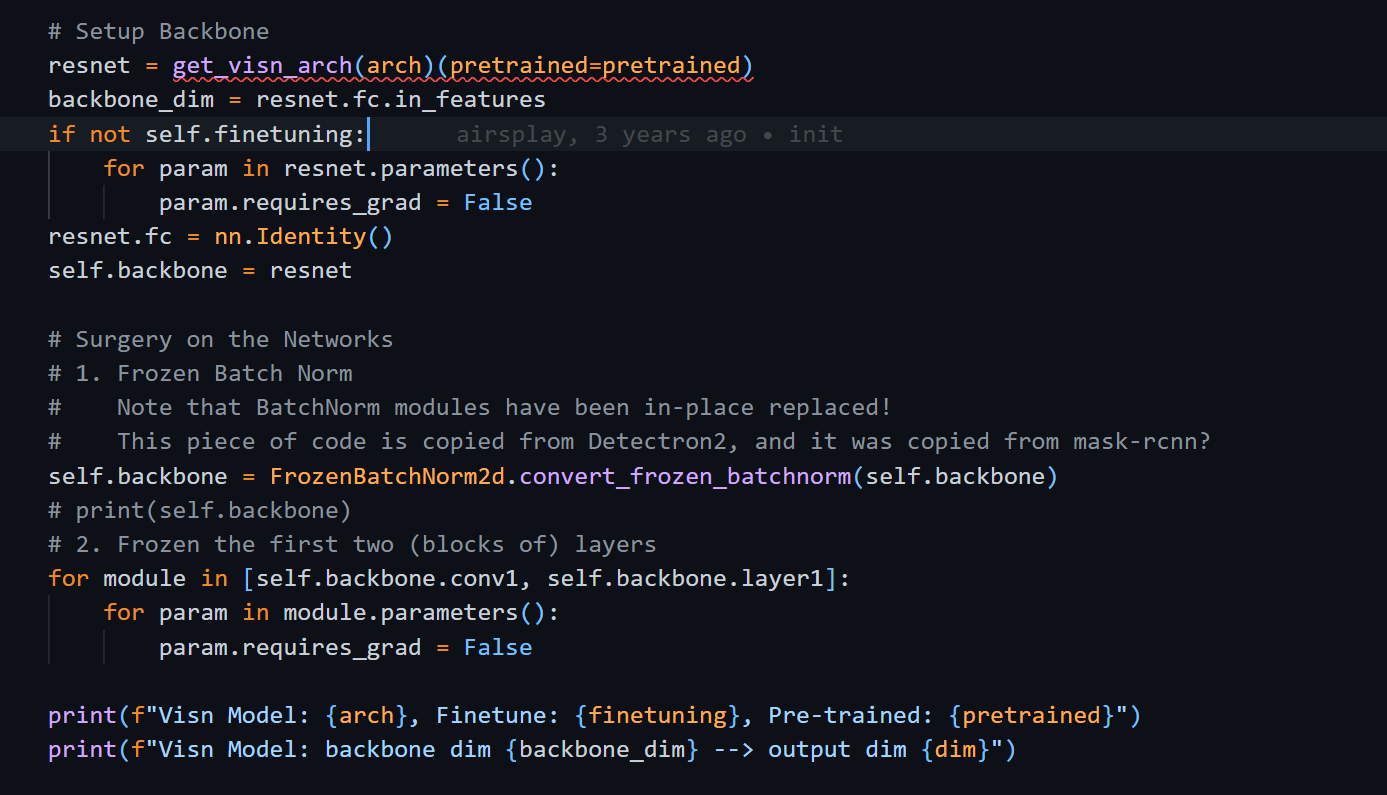 # Setup Backbone
resnet = get_visn_arch(arch)(pretrained=pretrained)
backbone_dim = resnet.fc.in_features
if not self.finetuning: airsplay, 3 years ago • init
    for param in resnet.parameters():
        param.requires_grad = False
resnet.fc = nn.Identity()
self.backbone = resnet

# Surgery on the Networks
# 1. Frozen Batch Norm
#    Note that BatchNorm modules have been in-place replaced!
#    This piece of code is copied from Detectron2, and it was copied from mask-rcnn?
self.backbone = FrozenBatchNorm2d.convert_frozen_batchnorm(self.backbone)
# print(self.backbone)
# 2. Frozen the first two (blocks of) layers
for module in [self.backbone.conv1, self.backbone.layer1]:
    for param in module.parameters():
        param.requires_grad = False

print(f"Visn Model: {arch}, Finetune: {finetuning}, Pre-trained: {pretrained}")
print(f"Visn Model: backbone dim {backbone_dim} --> output dim {dim}")